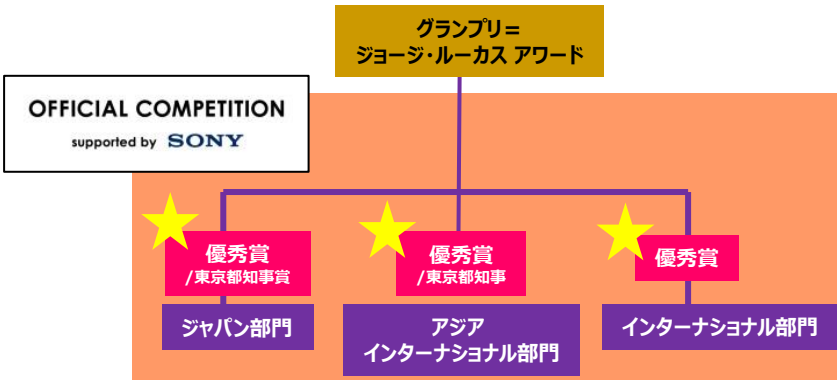 グランプリ＝
ジョージ・ルーカス アワード
OFFICIAL COMPETITION
supported by SONY
優秀賞
/東京都知事賞
優秀賞
/東京都知事
優秀賞
ジャパン部門
アジア
インターナショナル部門
インターナショナル部門